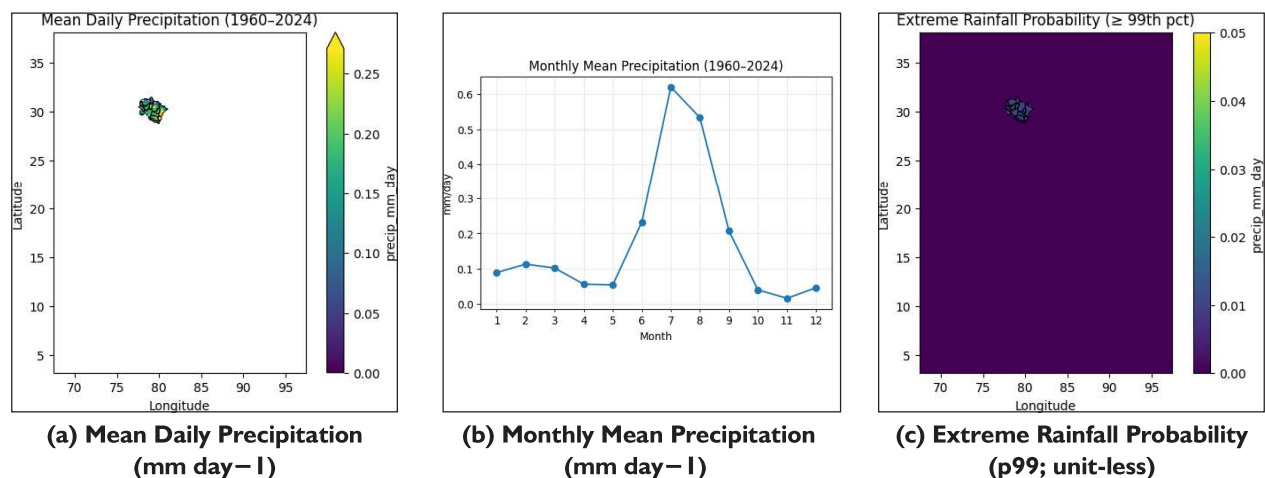 Mean Daily Precipitation (1960–2024)
35
30
25
20
15
10
5
Latitude
70 75 80 85 90 95
Longitude
0.25
0.20
0.15
0.10
0.05
0.00
precip_mm_day
(a) Mean Daily Precipitation
(mm day−1)
Monthly Mean Precipitation (1960–2024)
0.6
0.5
0.4
0.3
0.2
0.1
0.0
mm/day
1 2 3 4 5 6 7 8 9 10 11 12
Month
(b) Monthly Mean Precipitation
(mm day−1)
Extreme Rainfall Probability (≥ 99th pct)
35
30
25
20
15
10
5
Latitude
70 75 80 85 90 95
Longitude
0.05
0.04
0.03
0.02
0.01
0.00
precip_mm_day
(c) Extreme Rainfall Probability
(p99; unit-less)